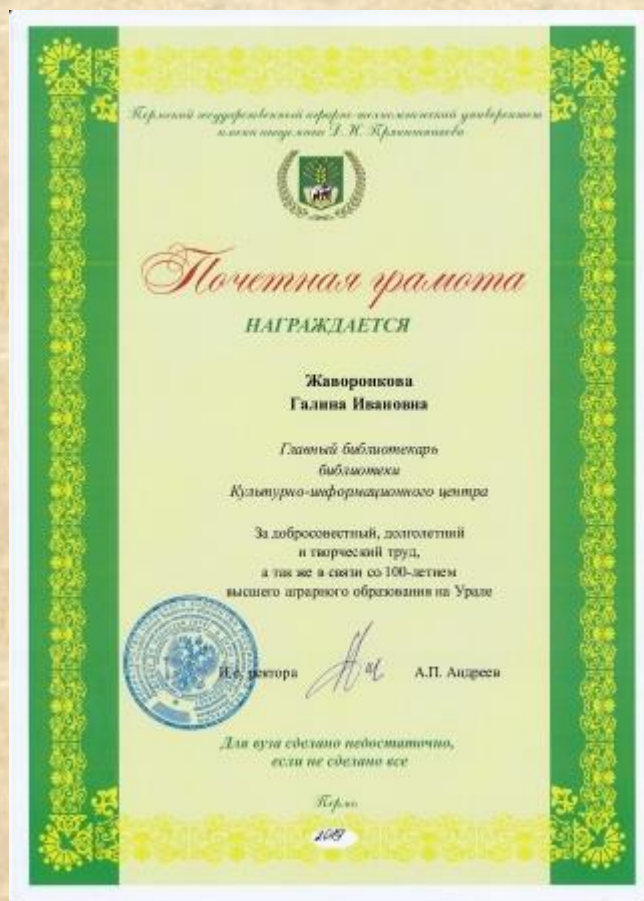 Пермский государственный аграрно-технологический университет
имени академика Д. Н. Прянишникова
Почетная грамота
НАГРАЖДАЕТСЯ
Жаворонкова
Галина Ивановна
Главный библиотекарь
библиотеки
Культурно-информационного центра
За добросовестный, долголетний
и творческий труд,
а так же в связи со 100-летием
высшего аграрного образования на Урале
И.о. ректора А.П. Андреев
Для вуза сделано недостаточно,
если не сделано все
Пермь